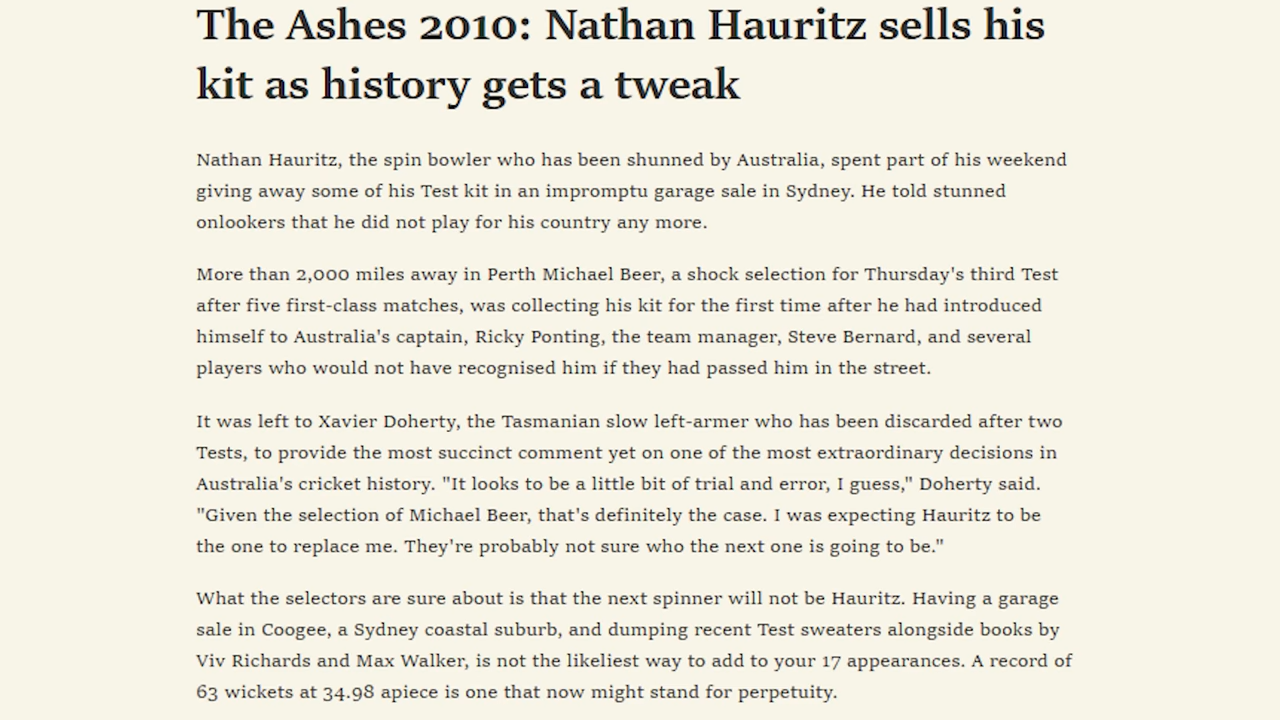 The Ashes 2010: Nathan Hauritz sells his
kit as history gets a tweak
Nathan Hauritz, the spin bowler who has been shunned by Australia, spent part of his weekend
giving away some of his Test kit in an impromptu garage sale in Sydney. He told stunned
onlookers that he did not play for his country any more.
More than 2,000 miles away in Perth Michael Beer, a shock selection for Thursday's third Test
after five first-class matches, was collecting his kit for the first time after he had introduced
himself to Australia's captain, Ricky Ponting, the team manager, Steve Bernard, and several
players who would not have recognised him if they had passed him in the street.
It was left to Xavier Doherty, the Tasmanian slow left-armer who has been discarded after two
Tests, to provide the most succinct comment yet on one of the most extraordinary decisions in
Australia's cricket history. "It looks to be a little bit of trial and error, I guess," Doherty said.
"Given the selection of Michael Beer, that's definitely the case. I was expecting Hauritz to be
the one to replace me. They're probably not sure who the next one is going to be."
What the selectors are sure about is that the next spinner will not be Hauritz. Having a garage
sale in Coogee, a Sydney coastal suburb, and dumping recent Test sweaters alongside books by
Viv Richards and Max Walker, is not the likeliest way to add to your 17 appearances. A record of
63 wickets at 34.98 apiece is one that now might stand for perpetuity.